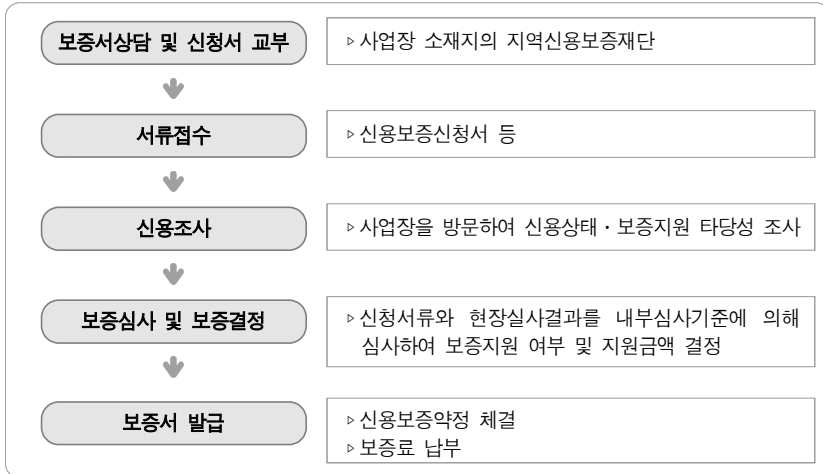 보증서상담 및 신청서 교부
▹사업장 소재지의 지역신용보증재단
서류접수
▹신용보증신청서 등
신용조사
▹사업장을 방문하여 신용상태·보증지원 타당성 조사
보증심사 및 보증결정
▹신청서류와 현장실사결과를 내부심사기준에 의해
심사하여 보증지원 여부 및 지원금액 결정
보증서 발급
▹신용보증약정 체결
▹보증료 납부